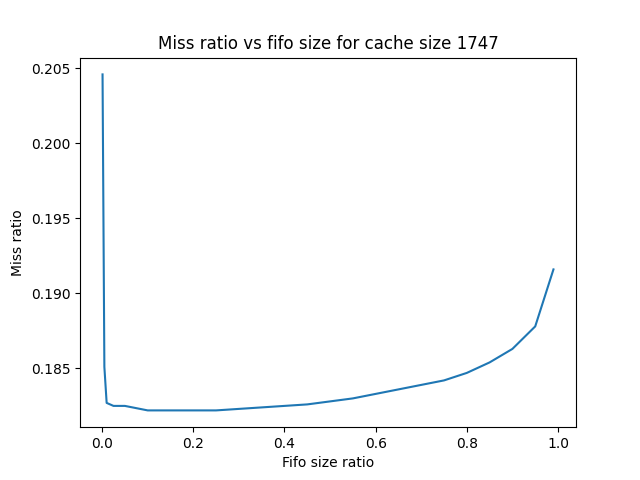 Miss ratio vs fifo size for cache size 1747
0.205
0.200
0.195
0.190
0.185
Miss ratio
0.0 0.2 0.4 0.6 0.8 1.0
Fifo size ratio